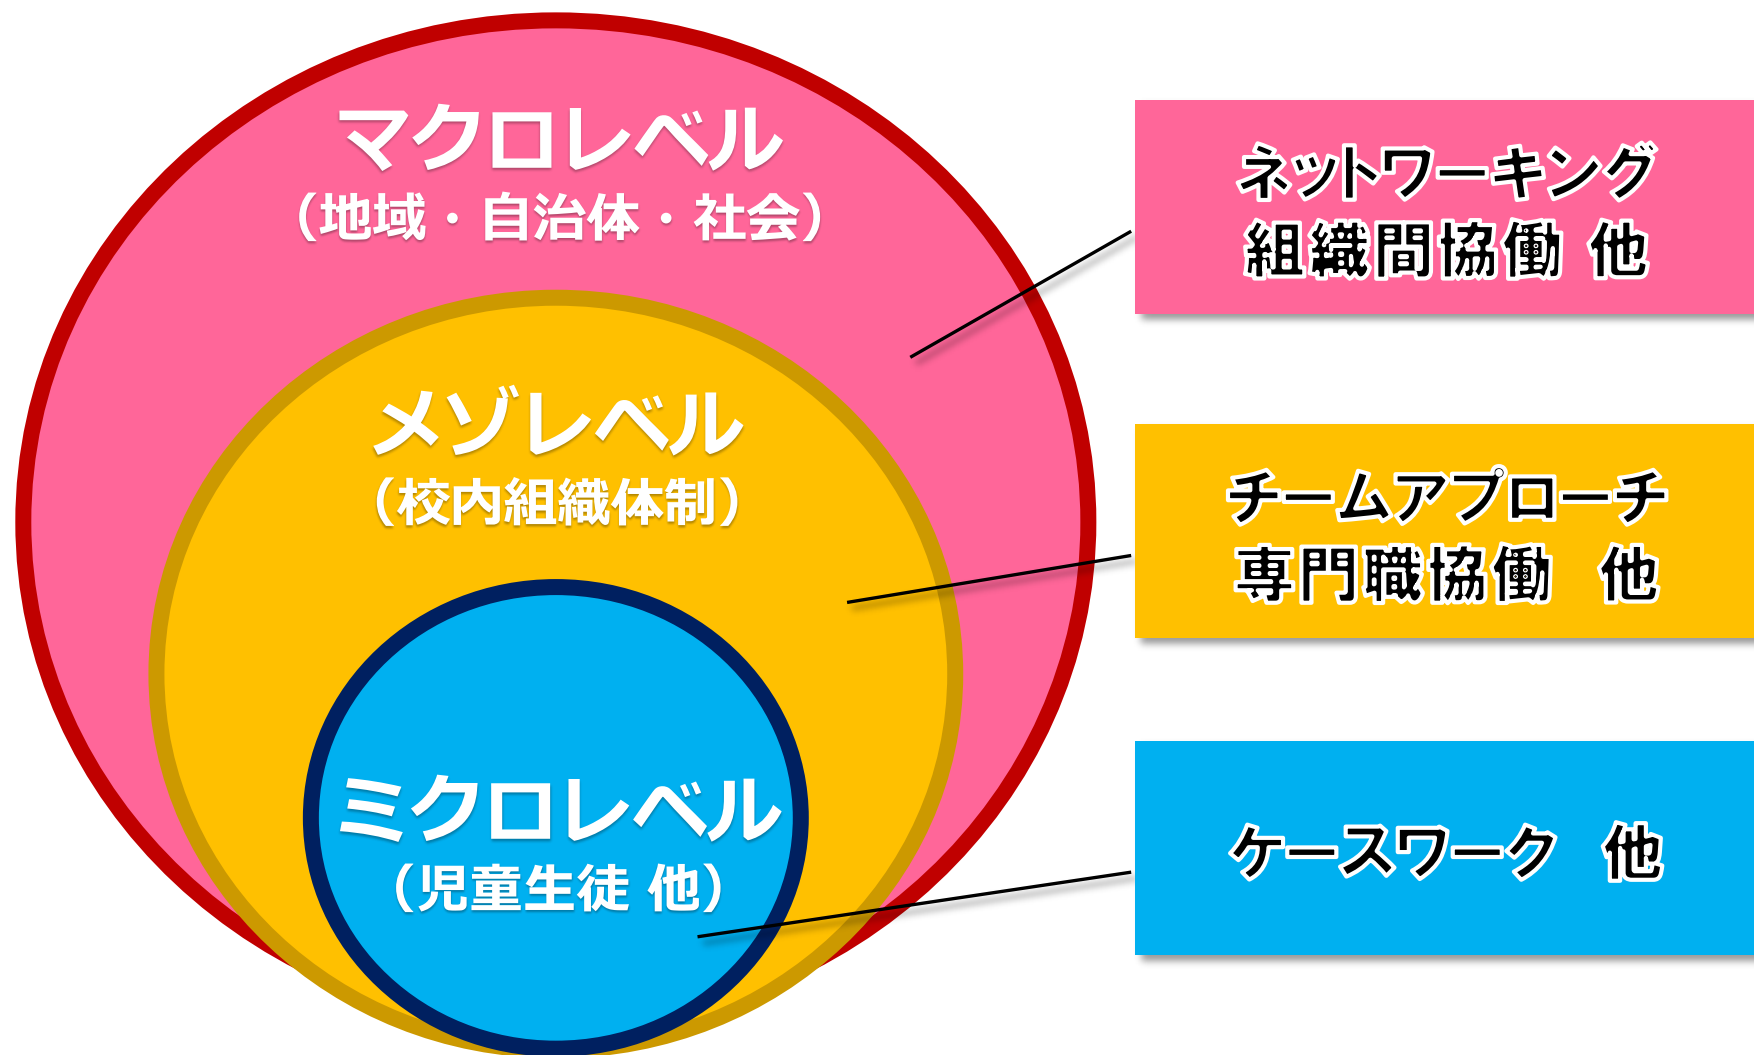 マクロレベル
（地域・自治体・社会）
メゾレベル
（校内組織体制）
ミクロレベル
（児童生徒 他）
ネットワーキング
組織間協働 他
チームアプローチ
専門職協働　他
ケースワーク　他